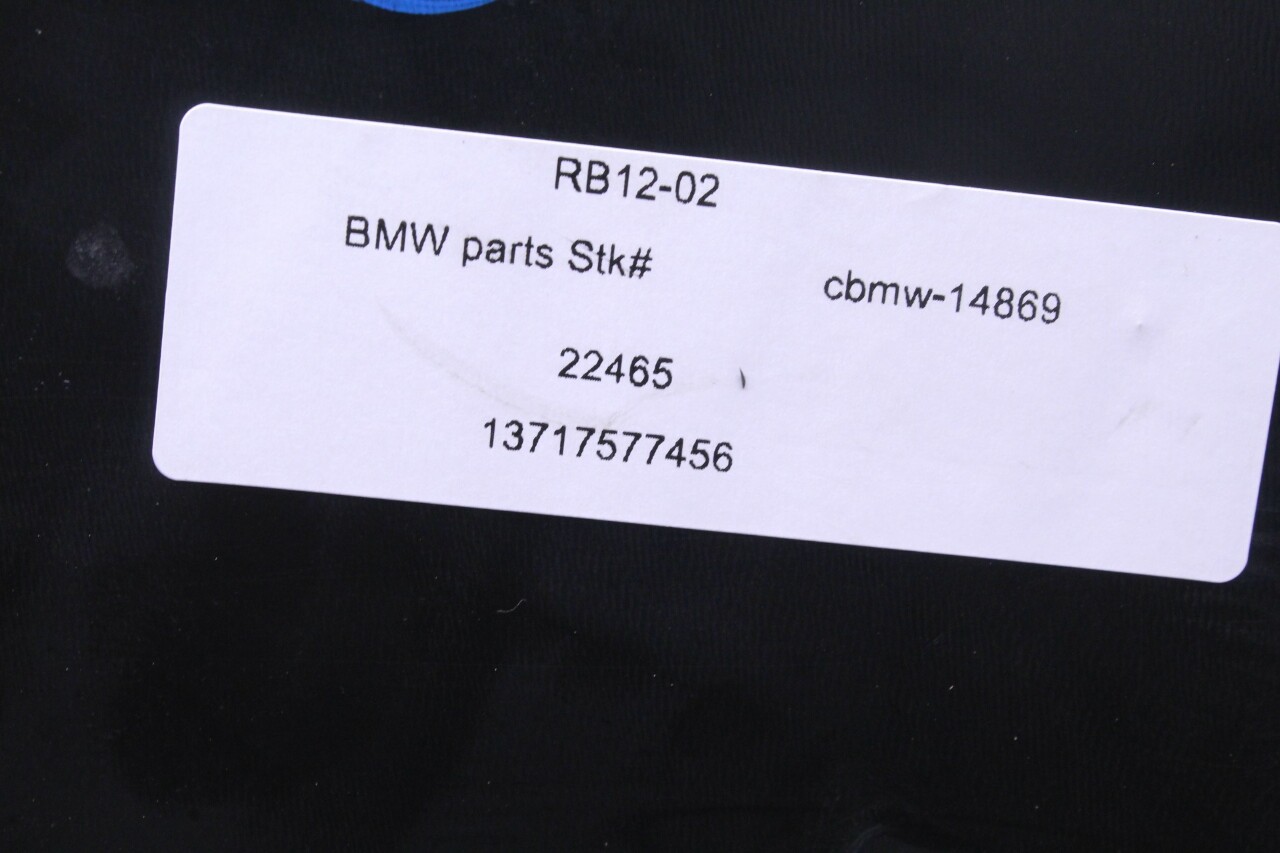 RB12-02
BMW parts Stk# cbmw-14869
22465
13717577456